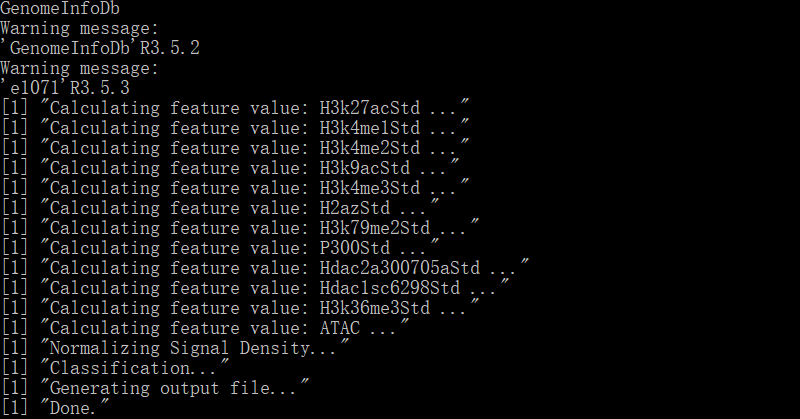 GenomeInfoDb
Warning message:
'GenomeInfoDb'R3.5.2
Warning message:
'e1071'R3.5.3
[1] "Calculating feature value: H3k27acStd ..."
[1] "Calculating feature value: H3k4me1Std ..."
[1] "Calculating feature value: H3k4me2Std ..."
[1] "Calculating feature value: H3k9acStd ..."
[1] "Calculating feature value: H3k4me3Std ..."
[1] "Calculating feature value: H2azStd ..."
[1] "Calculating feature value: H3k79me2Std ..."
[1] "Calculating feature value: P300Std ..."
[1] "Calculating feature value: Hdac2a300705aStd ..."
[1] "Calculating feature value: Hdac1sc6298Std ..."
[1] "Calculating feature value: H3k36me3Std ..."
[1] "Calculating feature value: ATAC ..."
[1] "Normalizing Signal Density..."
[1] "Classification..."
[1] "Generating output file..."
[1] "Done."